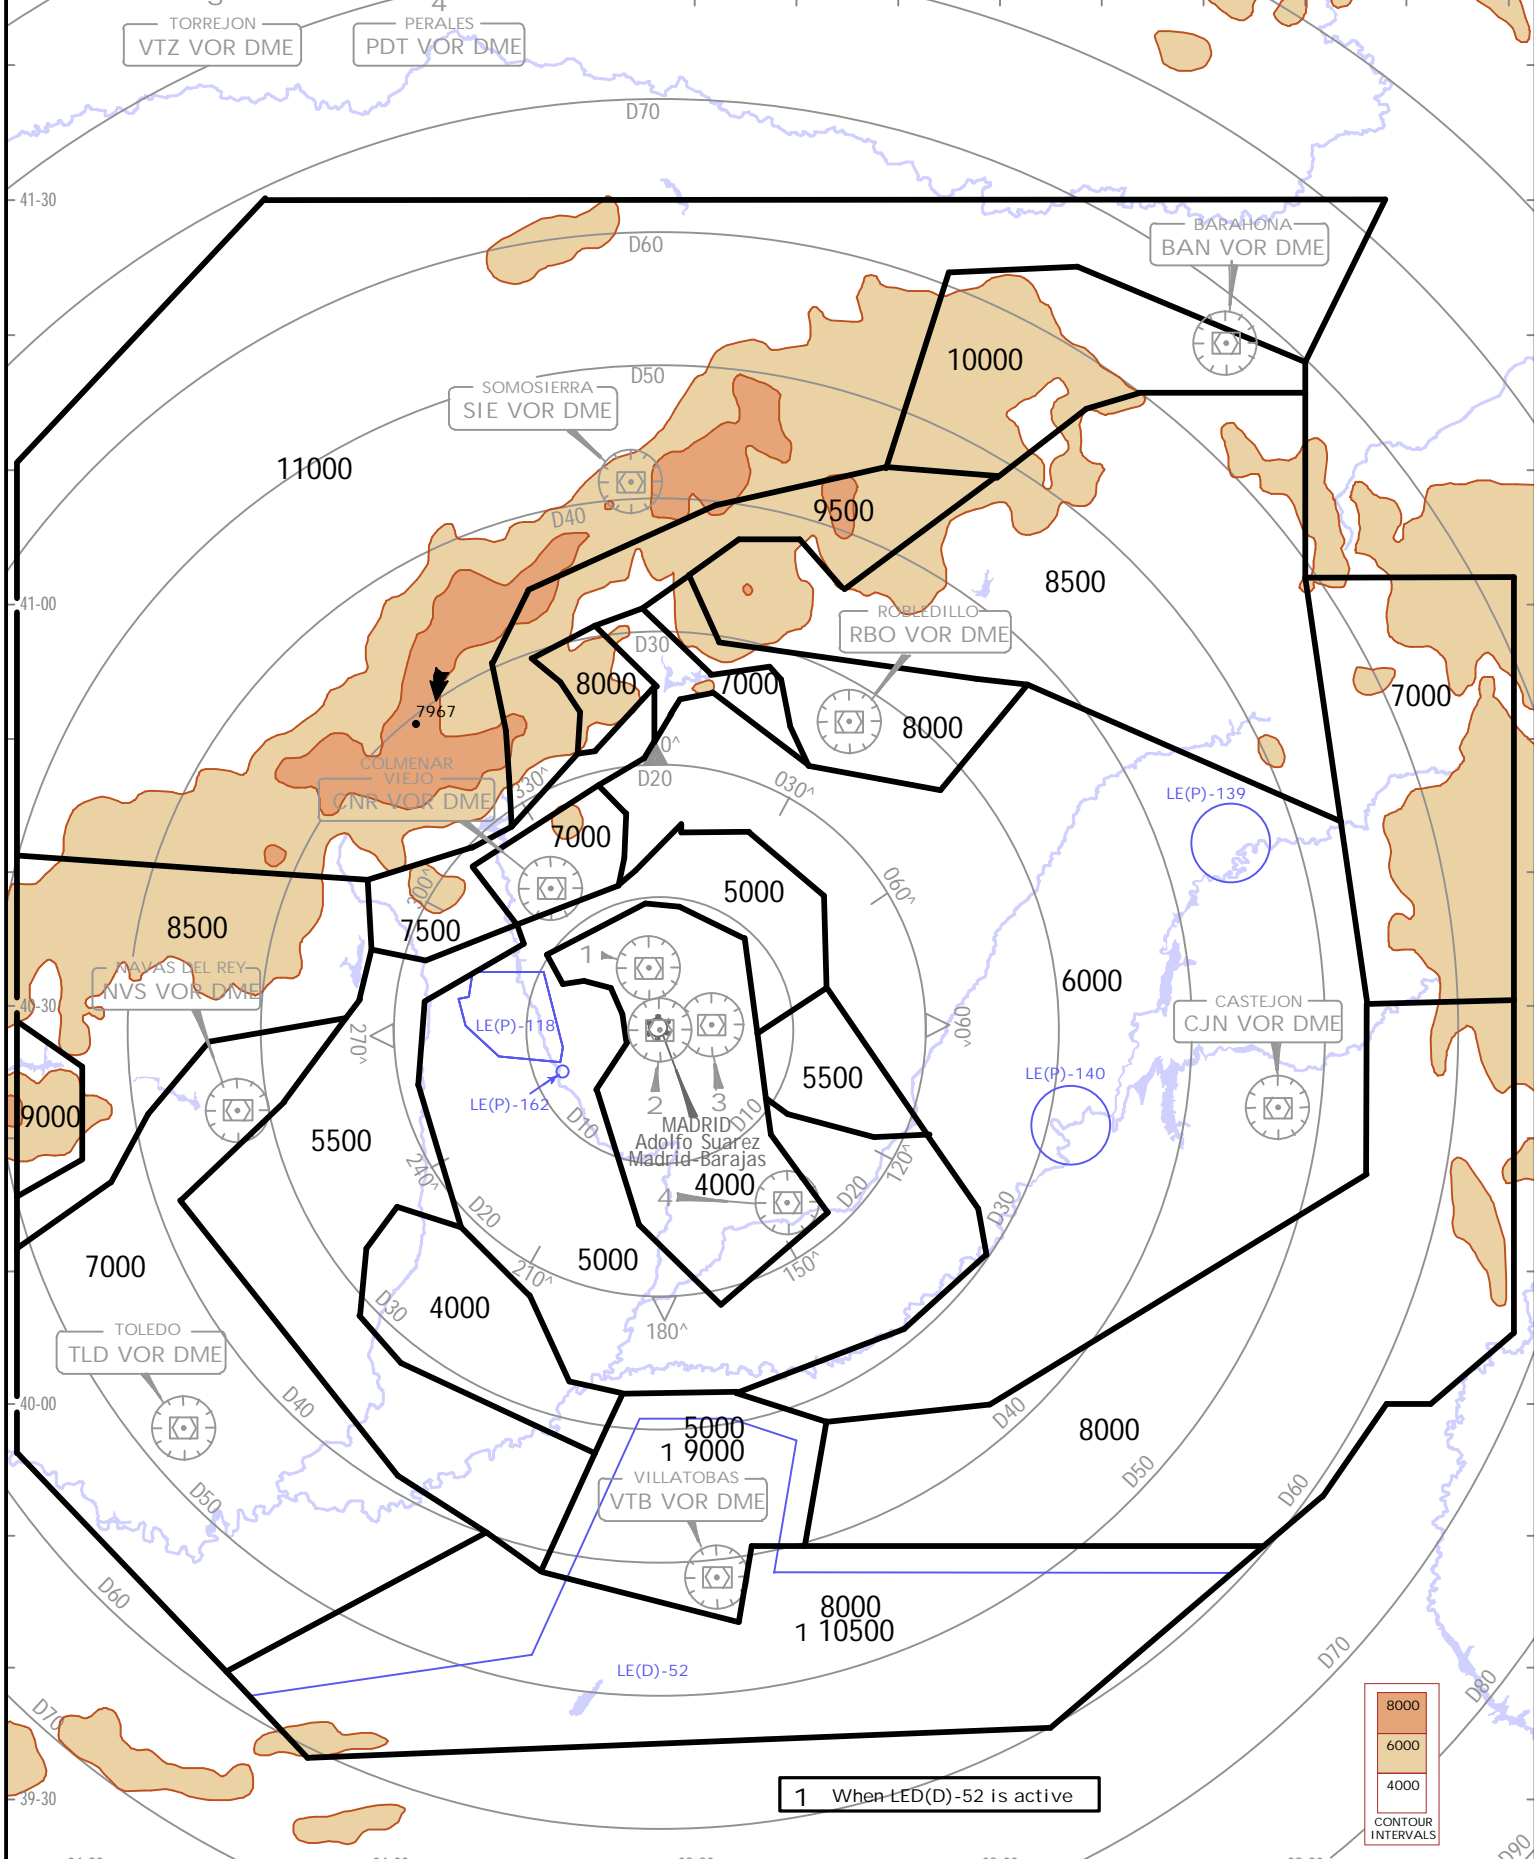 3
4
TORREJON
VTZ VOR DME
PERALES
PDT VOR DME
D70
41-30
BARAHONA
BAN VOR DME
D60
10000
D50
SOMOSIERRA
SIE VOR DME
11000
9500
D40
8500
41-00
ROBLEDILLO
RBO VOR DME
D30
8000
7000
7000
7967
8000
0^
COLMENAR
VIEJO
CNR VOR DME
330^
D20
030^
LE(P)-139
7000
300^
5000
060^
8500
7500
NAVAS DEL REY
NVS VOR DME
1
6000
40-30
CASTEJON
CJN VOR DME
LE(P)-118
270^
090^
LE(P)-140
5500
LE(P)-162
2
3
9000
D10
D10
MADRID
Adolfo Suarez
Madrid-Barajas
5500
240^
120^
4000
4
D20
D20
D30
7000
5000
210^
150^
4000
D30
180^
TOLEDO
TLD VOR DME
40-00
D40
D40
5000
1 9000
8000
VILLATOBAS
VTB VOR DME
D50
D50
D60
D60
8000
1 10500
LE(D)-52
D70
D70
D80
8000
6000
4000
CONTOUR
INTERVALS
39-30
1 When LED(D)-52 is active
D90